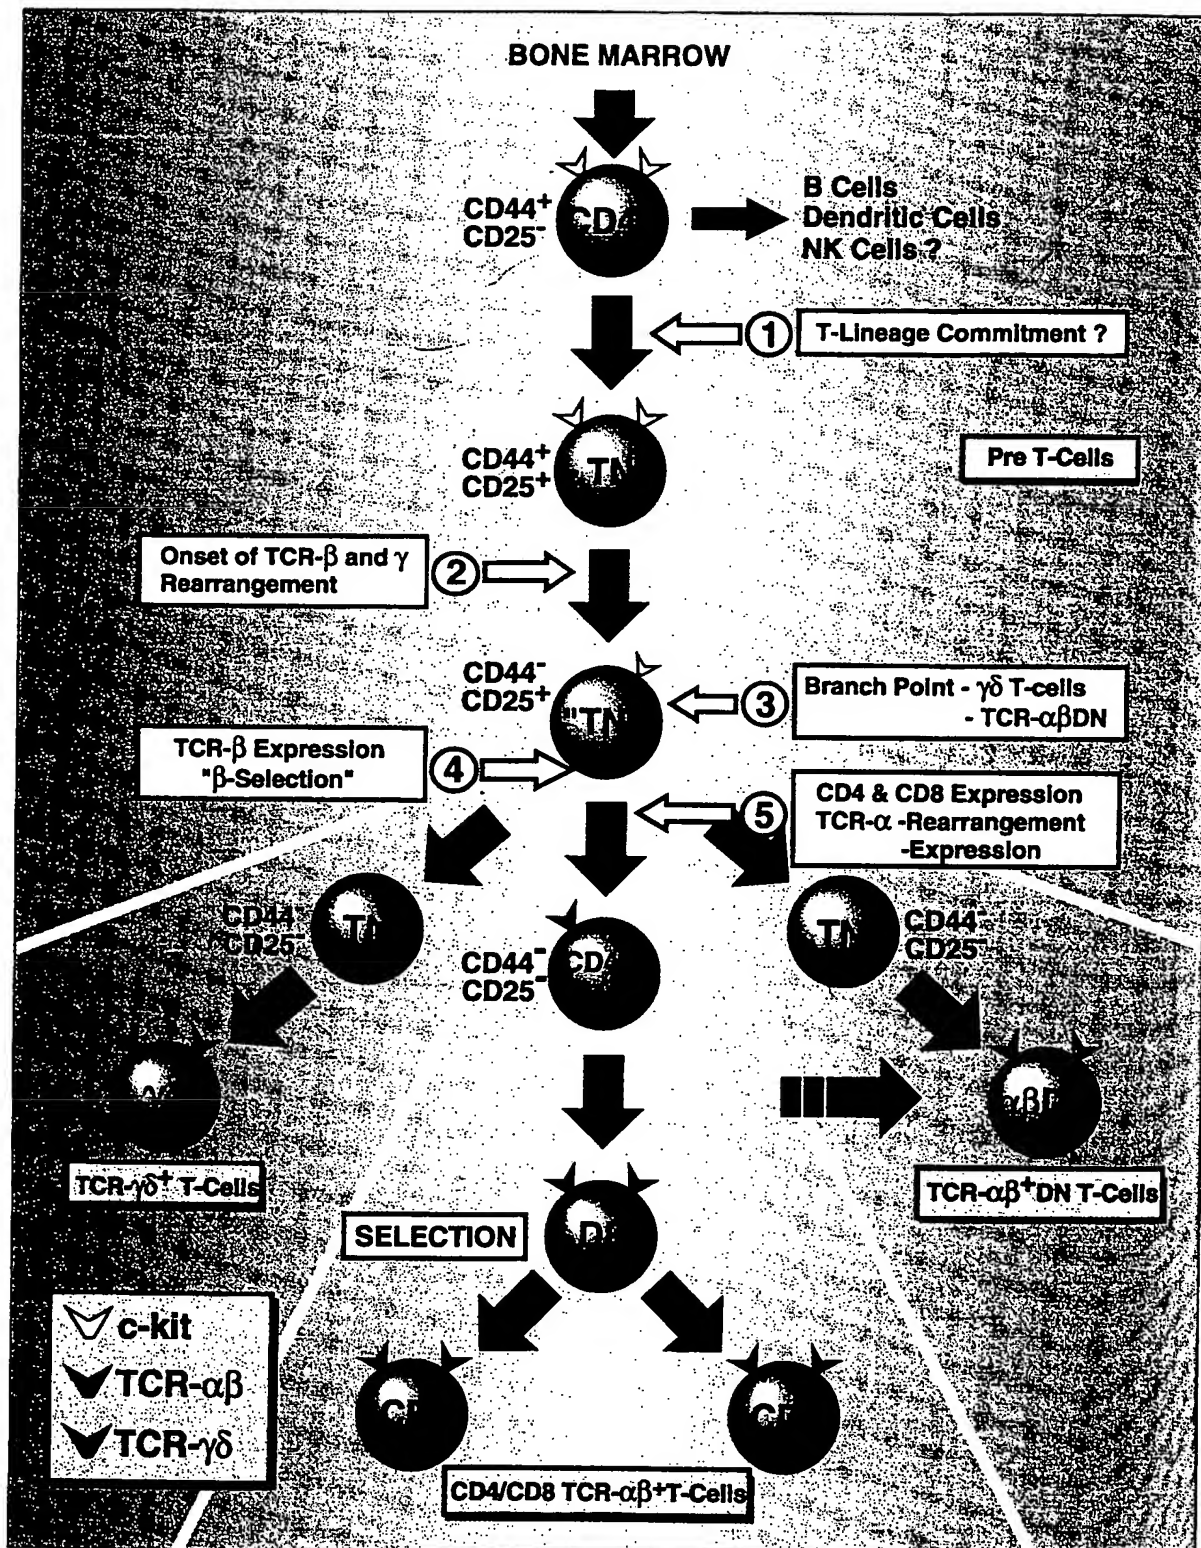 BONE MARROW
CD44+
CD25-
B Cells
Dendritic Cells
NK Cells ?
1
T-Lineage Commitment ?
CD44+
CD25+
TN
Pre T-Cells
Onset of TCR-β and γ
Rearrangement
2
CD44-
CD25+
"TN
3
Branch Point - γδ T-cells
- TCR-αβDN
TCR-β Expression
"β-Selection"
4
5
CD4 & CD8 Expression
TCR-α -Rearrangement
-Expression
CD44-
CD25-
CD44-
CD25-
TN
CD44-
CD25-
TCR-γδ+ T-Cells
TCR-αβ+DN T-Cells
SELECTION
c-kit
TCR-αβ
TCR-γδ
CD4/CD8 TCR-αβ+T-Cells